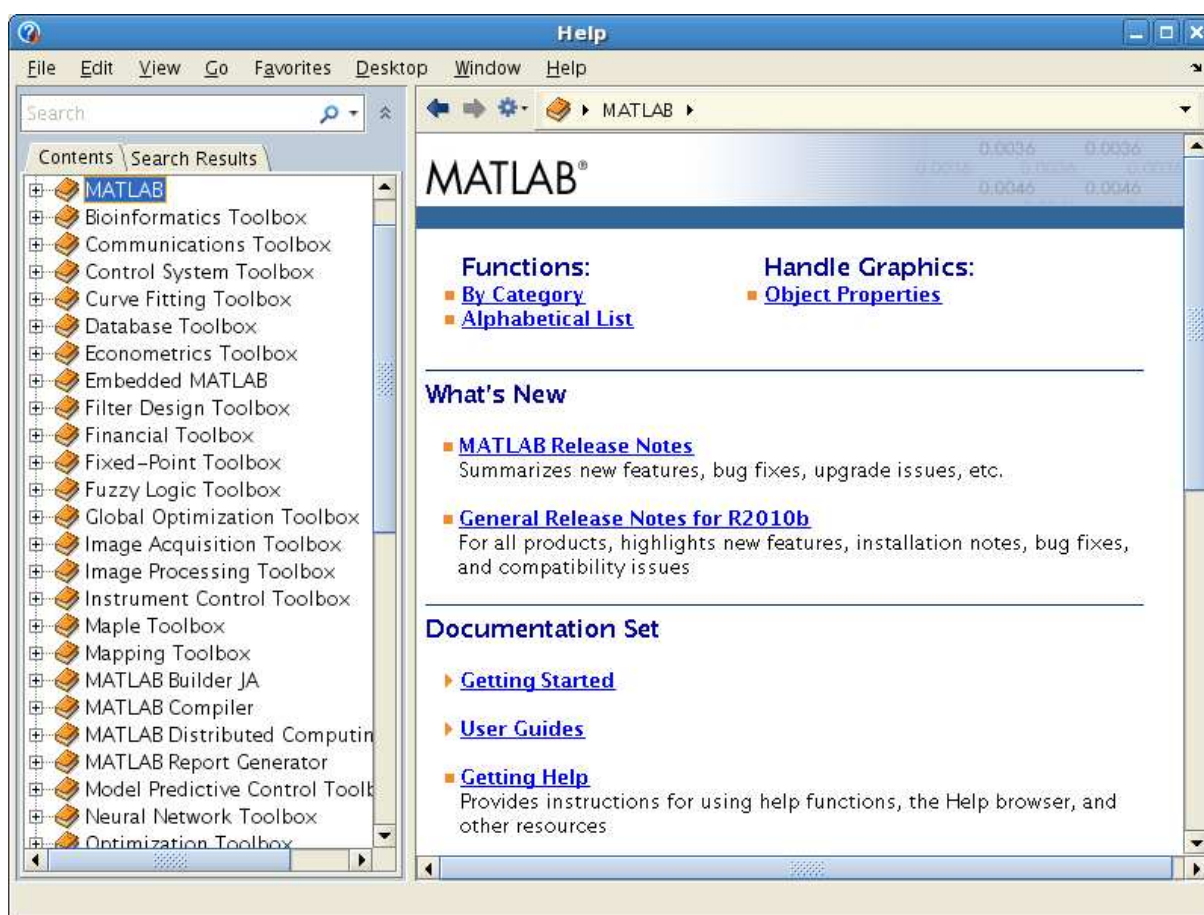 Help
File Edit View Go Favorites Desktop Window Help
Search
Contents Search Results
MATLAB
Bioinformatics Toolbox
Communications Toolbox
Control System Toolbox
Curve Fitting Toolbox
Database Toolbox
Econometrics Toolbox
Embedded MATLAB
Filter Design Toolbox
Financial Toolbox
Fixed-Point Toolbox
Fuzzy Logic Toolbox
Global Optimization Toolbox
Image Acquisition Toolbox
Image Processing Toolbox
Instrument Control Toolbox
Maple Toolbox
Mapping Toolbox
MATLAB Builder JA
MATLAB Compiler
MATLAB Distributed Computin
MATLAB Report Generator
Model Predictive Control Toolb
Neural Network Toolbox
Optimization Toolbox
MATLAB
MATLAB®
0.0036 0.0036
0.0036 0.0036 0.0036
0.0046 0.0046
Functions:
By Category
Alphabetical List
Handle Graphics:
Object Properties
What's New
MATLAB Release Notes
Summarizes new features, bug fixes, upgrade issues, etc.
General Release Notes for R2010b
For all products, highlights new features, installation notes, bug fixes,
and compatibility issues
Documentation Set
Getting Started
User Guides
Getting Help
Provides instructions for using help functions, the Help browser, and
other resources